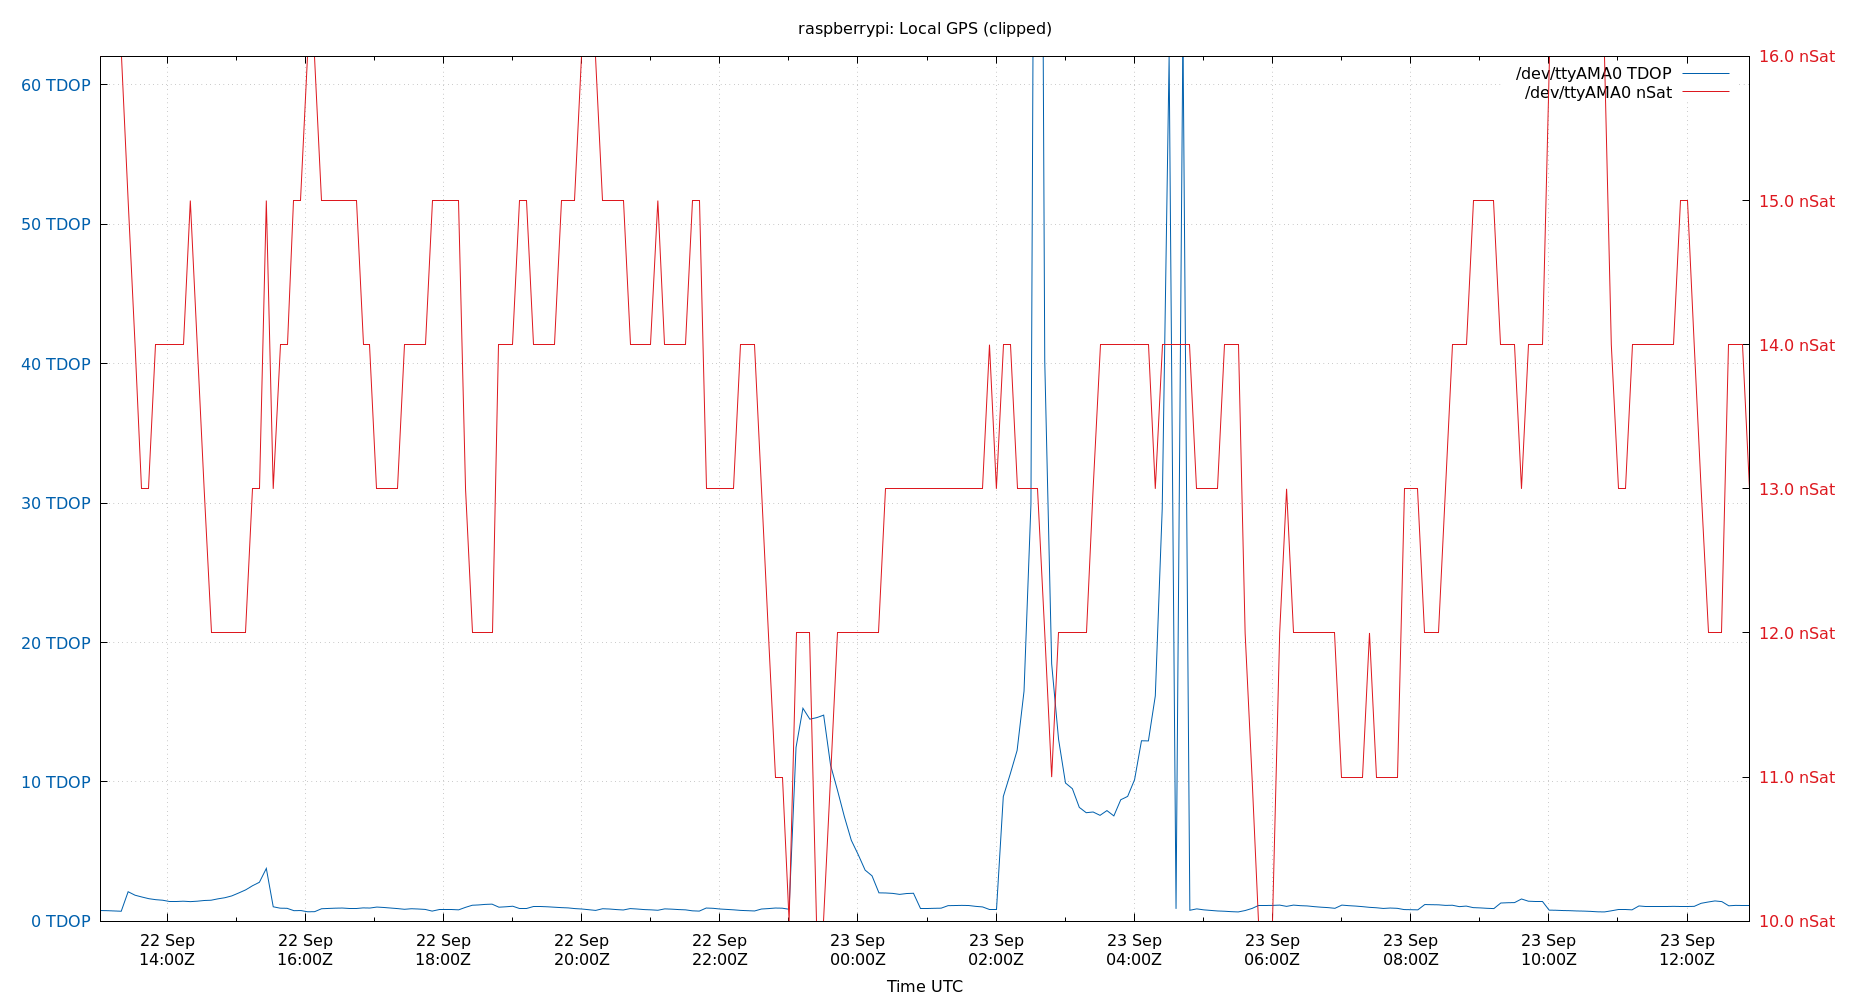 raspberrypi: Local GPS (clipped)
/dev/ttyAMA0 TDOP
/dev/ttyAMA0 nSat
60 TDOP
50 TDOP
40 TDOP
30 TDOP
20 TDOP
10 TDOP
0 TDOP
16.0 nSat
15.0 nSat
14.0 nSat
13.0 nSat
12.0 nSat
11.0 nSat
10.0 nSat
22 Sep
14:00Z
22 Sep
16:00Z
22 Sep
18:00Z
22 Sep
20:00Z
22 Sep
22:00Z
23 Sep
00:00Z
23 Sep
02:00Z
23 Sep
04:00Z
23 Sep
06:00Z
23 Sep
08:00Z
23 Sep
10:00Z
23 Sep
12:00Z
Time UTC